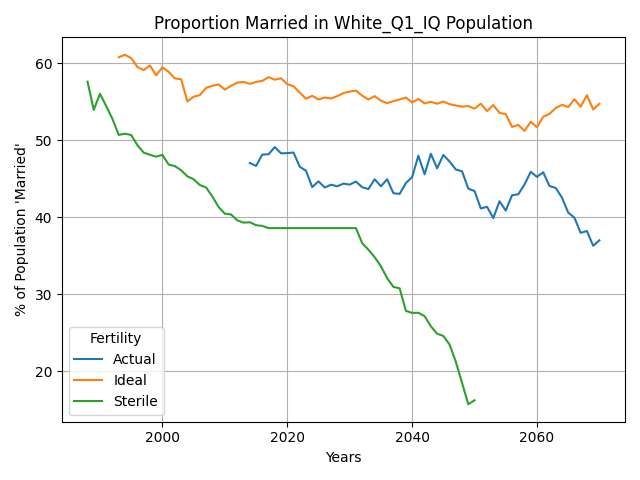 Proportion Married in White_Q1_IQ Population
% of Population 'Married'
60
50
40
30
20
Fertility
Actual
Ideal
Sterile
2000
2020
2040
2060
Years